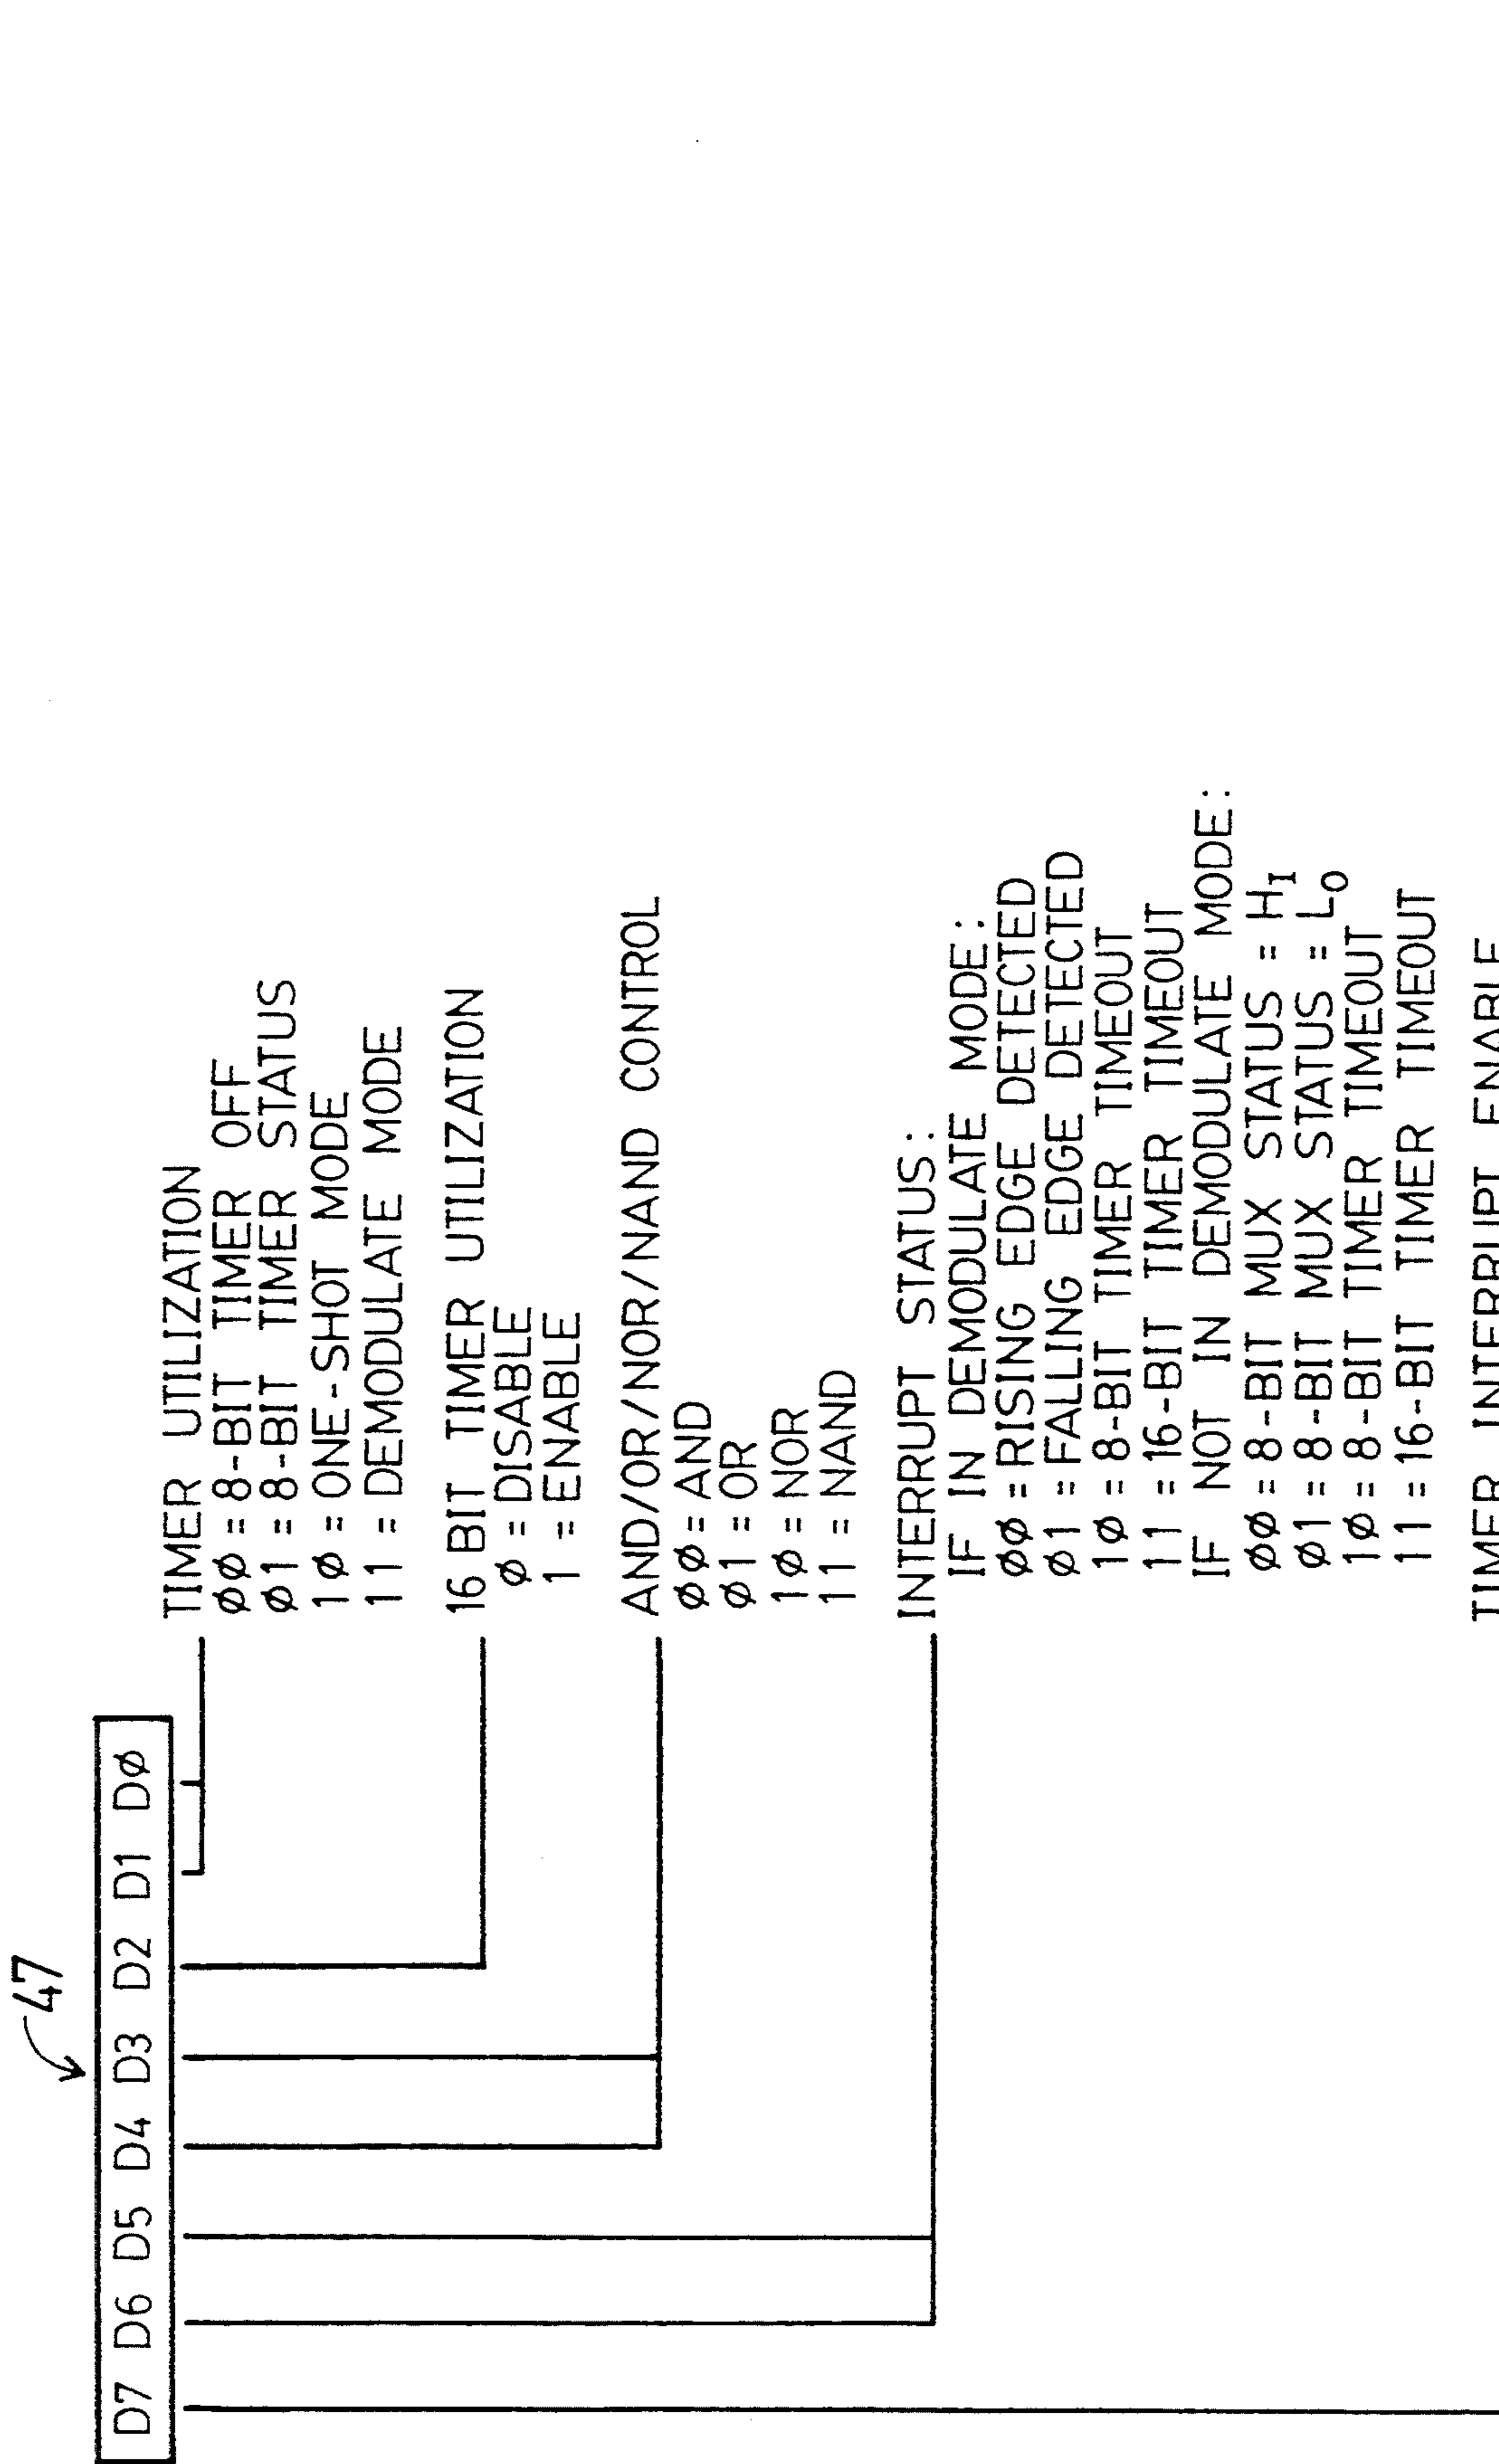 47
D7 D6 D5 D4 D3 D2 D1 DØ
TIMER UTILIZATION
ØØ = 8-BIT TIMER OFF
Ø1 = 8-BIT TIMER STATUS
1Ø = ONE-SHOT MODE
11 = DEMODULATE MODE
16 BIT TIMER UTILIZATION
Ø = DISABLE
1 = ENABLE
AND/OR/NOR/NAND CONTROL
ØØ = AND
Ø1 = OR
1Ø = NOR
11 = NAND
INTERRUPT STATUS:
IF IN DEMODULATE MODE:
ØØ = RISING EDGE DETECTED
Ø1 = FALLING EDGE DETECTED
1Ø = 8-BIT TIMER TIMEOUT
11 = 16-BIT TIMER TIMEOUT
IF NOT IN DEMODULATE MODE:
ØØ = 8-BIT MUX STATUS = HI
Ø1 = 8-BIT MUX STATUS = LO
1Ø = 8-BIT TIMER TIMEOUT
11 = 16-BIT TIMER TIMEOUT
TIMER INTERRUPT ENABLE